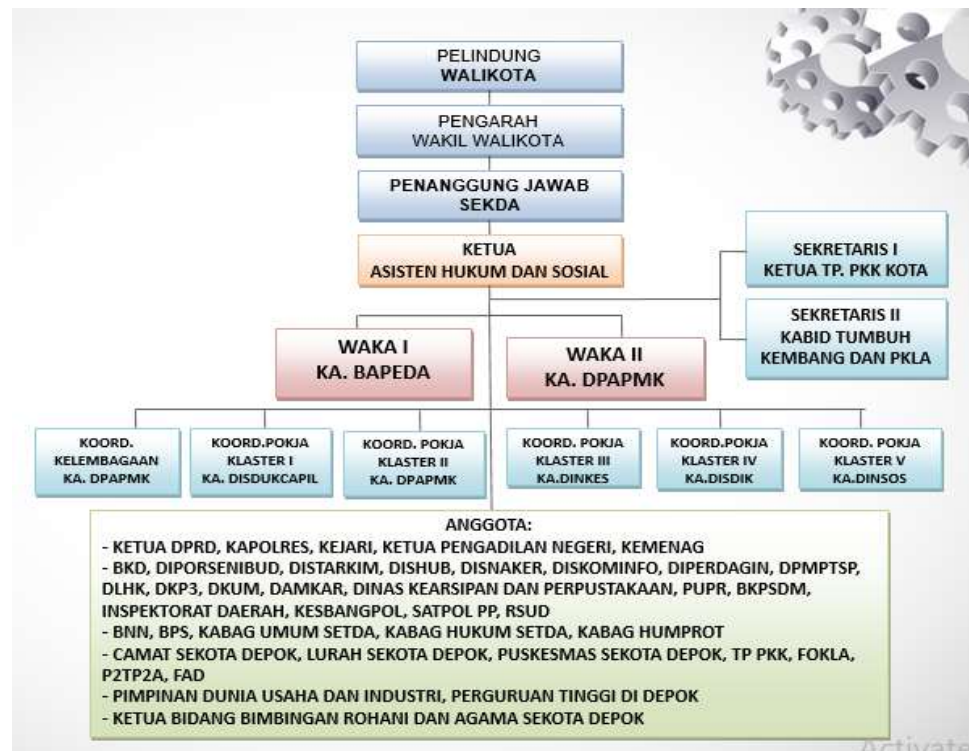 PELINDUNG
WALIKOTA
PENGARAH
WAKIL WALIKOTA
PENANGGUNG JAWAB
SEKDA
KETUA
ASISTEN HUKUM DAN SOSIAL
SEKRETARIS I
KETUA TP. PKK KOTA
SEKRETARIS II
KABID TUMBUH
KEMBANG DAN PKLA
WAKA I
KA. BAPEDA
WAKA II
KA. DPAPMK
KOORD.
KELEMBAGAAN
KA. DPAPMK
KOORD.POKJA
KLASTER I
KA. DISDUKCAPIL
KOORD. POKJA
KLASTER II
KA. DPAPMK
KOORD. POKJA
KLASTER III
KA.DINKES
KOORD.POKJA
KLASTER IV
KA.DISDIK
KOORD.POKJA
KLASTER V
KA.DINSOS
ANGGOTA:
- KETUA DPRD, KAPOLRES, KEJARI, KETUA PENGADILAN NEGERI, KEMENAG
- BKD, DIPORSENIBUD, DISTARKIM, DISHUB, DISNAKER, DISKOMINFO, DIPERDAGIN, DPMPTSP,
DLHK, DKP3, DKUM, DAMKAR, DINAS KEARSIPAN DAN PERPUSTAKAAN, PUPR, BKPSDM,
INSPEKTORAT DAERAH, KESBANGPOL, SATPOL PP, RSUD
- BNN, BPS, KABAG UMUM SETDA, KABAG HUKUM SETDA, KABAG HUMPROT
- CAMAT SEKOTA DEPOK, LURAH SEKOTA DEPOK, PUSKESMAS SEKOTA DEPOK, TP PKK, FOKLA,
P2TP2A, FAD
- PIMPINAN DUNIA USAHA DAN INDUSTRI, PERGURUAN TINGGI DI DEPOK
- KETUA BIDANG BIMBINGAN ROHANI DAN AGAMA SEKOTA DEPOK